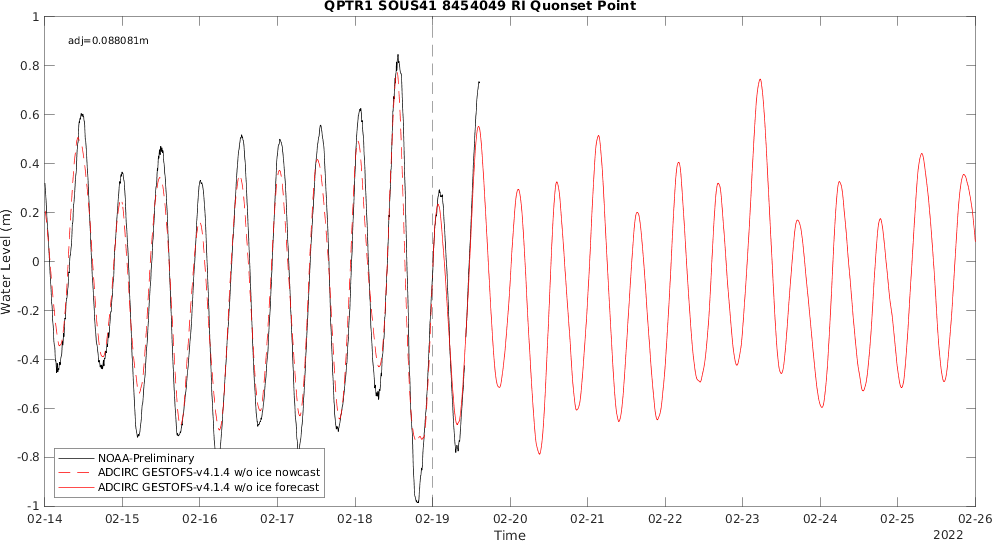 QPTR1 SOUS41 8454049 RI Quonset Point
adj=0.088081m
1
0.8
0.6
0.4
0.2
0
-0.2
-0.4
-0.6
-0.8
-1
Water Level (m)
NOAA-Preliminary
ADCIRC GESTOFS-v4.1.4 w/o ice nowcast
ADCIRC GESTOFS-v4.1.4 w/o ice forecast
02-14 02-15 02-16 02-17 02-18 02-19 02-20 02-21 02-22 02-23 02-24 02-25 02-26
Time
2022